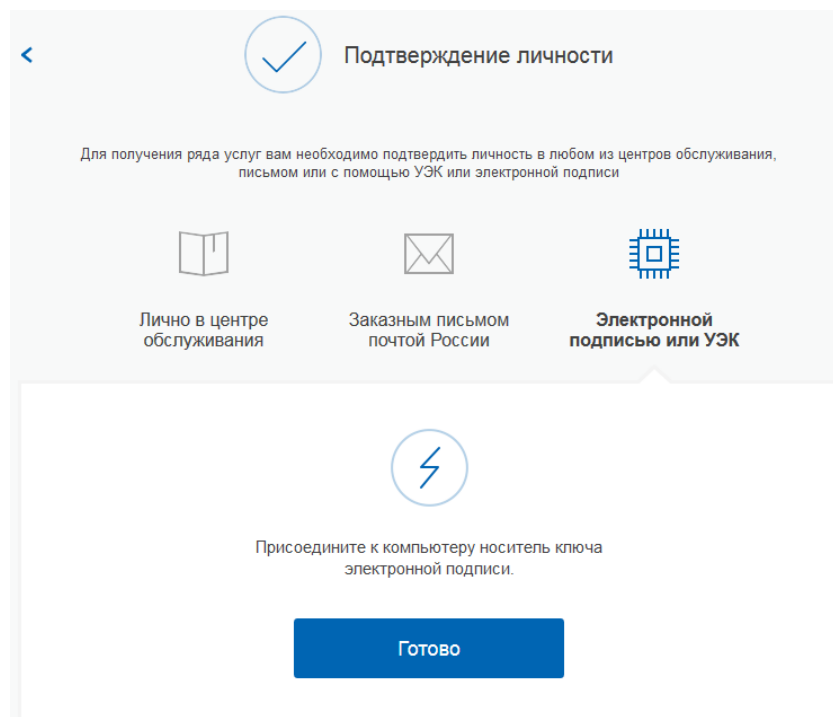 Подтверждение личности
Для получения ряда услуг вам необходимо подтвердить личность в любом из центров обслуживания,
письмом или с помощью УЭК или электронной подписи
Лично в центре
обслуживания
Заказным письмом
почтой России
Электронной
подписью или УЭК
Присоедините к компьютеру носитель ключа
электронной подписи.
Готово